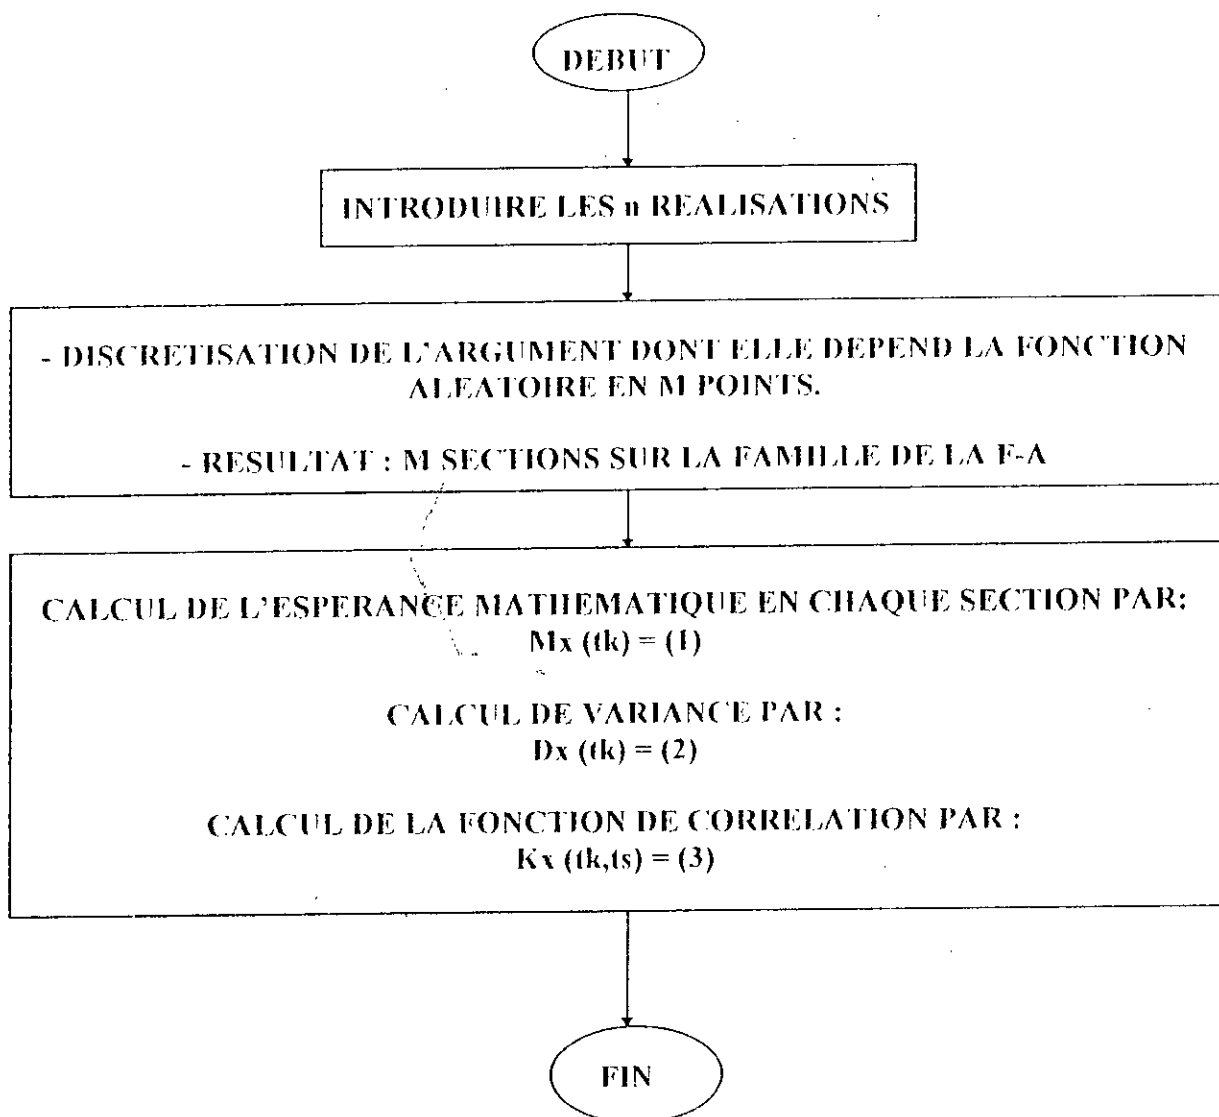 DEBUT
INTRODUIRE LES n REALISATIONS
- DISCRETISATION DE L'ARGUMENT DONT ELLE DEPEND LA FONCTION
ALEATOIRE EN M POINTS.
- RESULTAT : M SECTIONS SUR LA FAMILLE DE LA F-A
CALCUL DE L'ESPERANCE MATHEMATIQUE EN CHAQUE SECTION PAR:
Mx (tk) = (1)
CALCUL DE VARIANCE PAR :
Dx (tk) = (2)
CALCUL DE LA FONCTION DE CORRELATION PAR :
Kx (tk,ts) = (3)
FIN